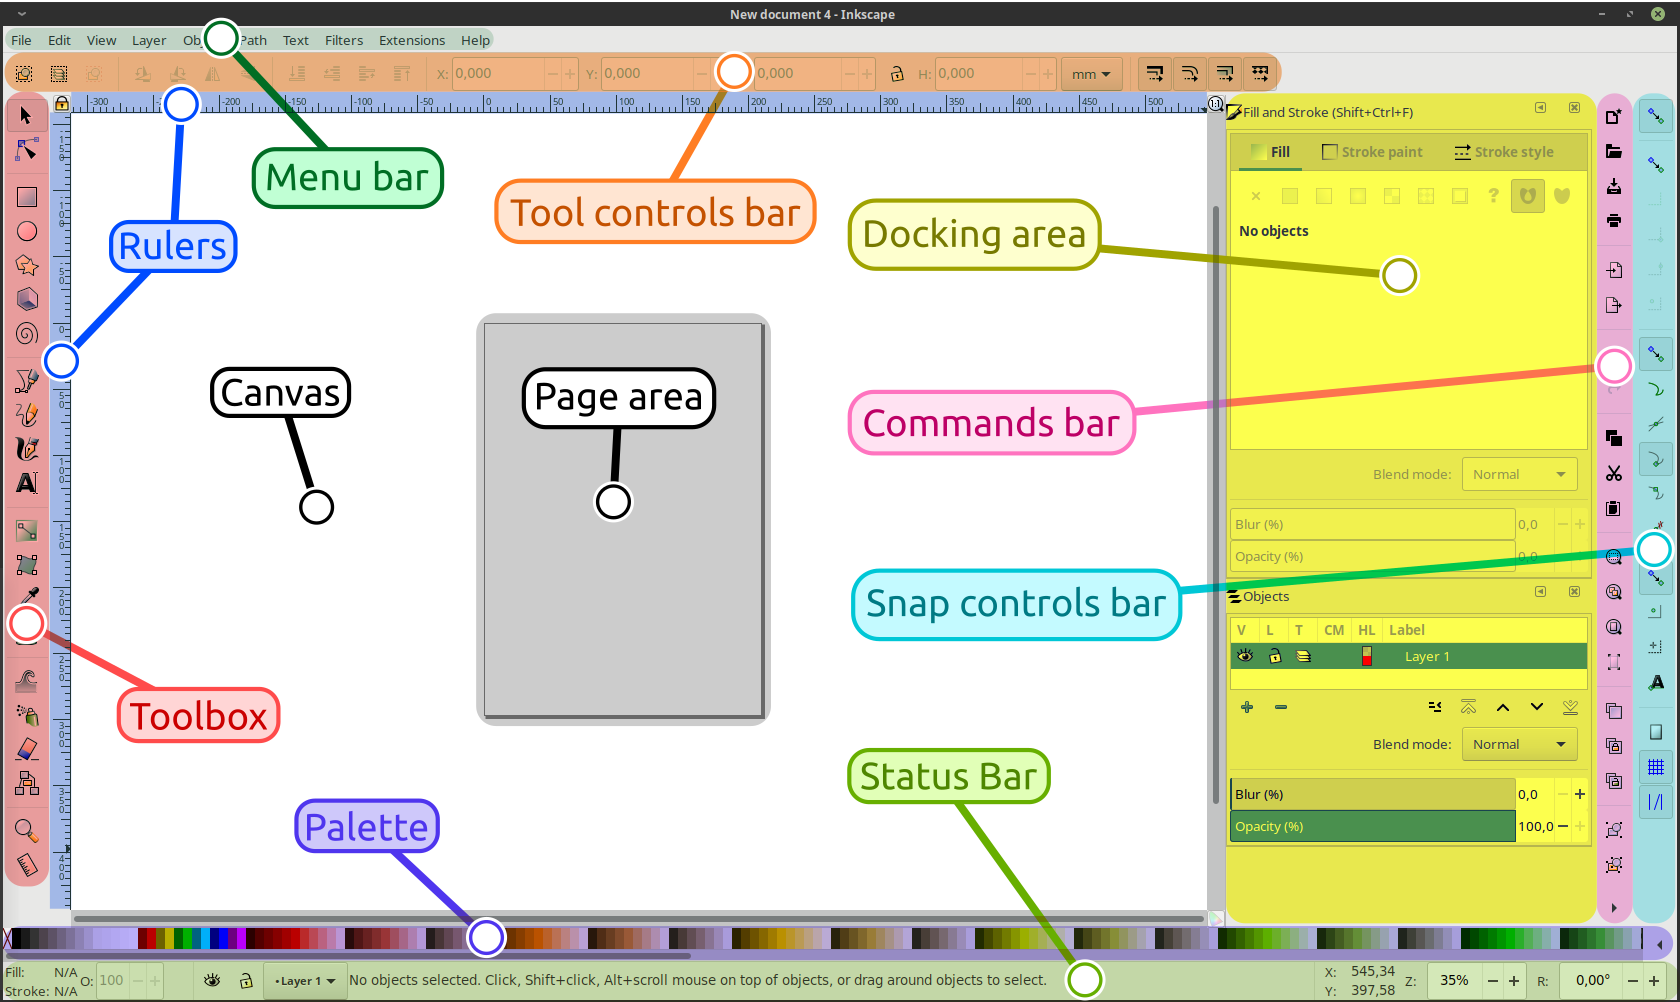 New document 4 - Inkscape
File Edit View Layer Ob Path Text Filters Extensions Help
X: 0,000 Y: 0,000 0,000 H: 0,000 mm
-300 -200 -150 -100 -50 0 50 100 150 200 250 300 350 400 450 500
1:1
Fill and Stroke (Shift+Ctrl+F)
Fill Stroke paint Stroke style
Menu bar
Tool controls bar
Rulers
Docking area
No objects
?
Canvas
Page area
Commands bar
Blend mode: Normal
Blur (%) 0,0
Opacity (%) 0,0
Snap controls bar
Objects
V L T CM HL Label
Layer 1
Toolbox
Blend mode: Normal
Status Bar
Blur (%) 0,0
Opacity (%) 100,0
Palette
Fill: N/A
Stroke: N/A
O: 100
•Layer 1
No objects selected. Click, Shift+click, Alt+scroll mouse on top of objects, or drag around objects to select.
X: 545,34
Y: 397,58
Z: 35%
R: 0,00°